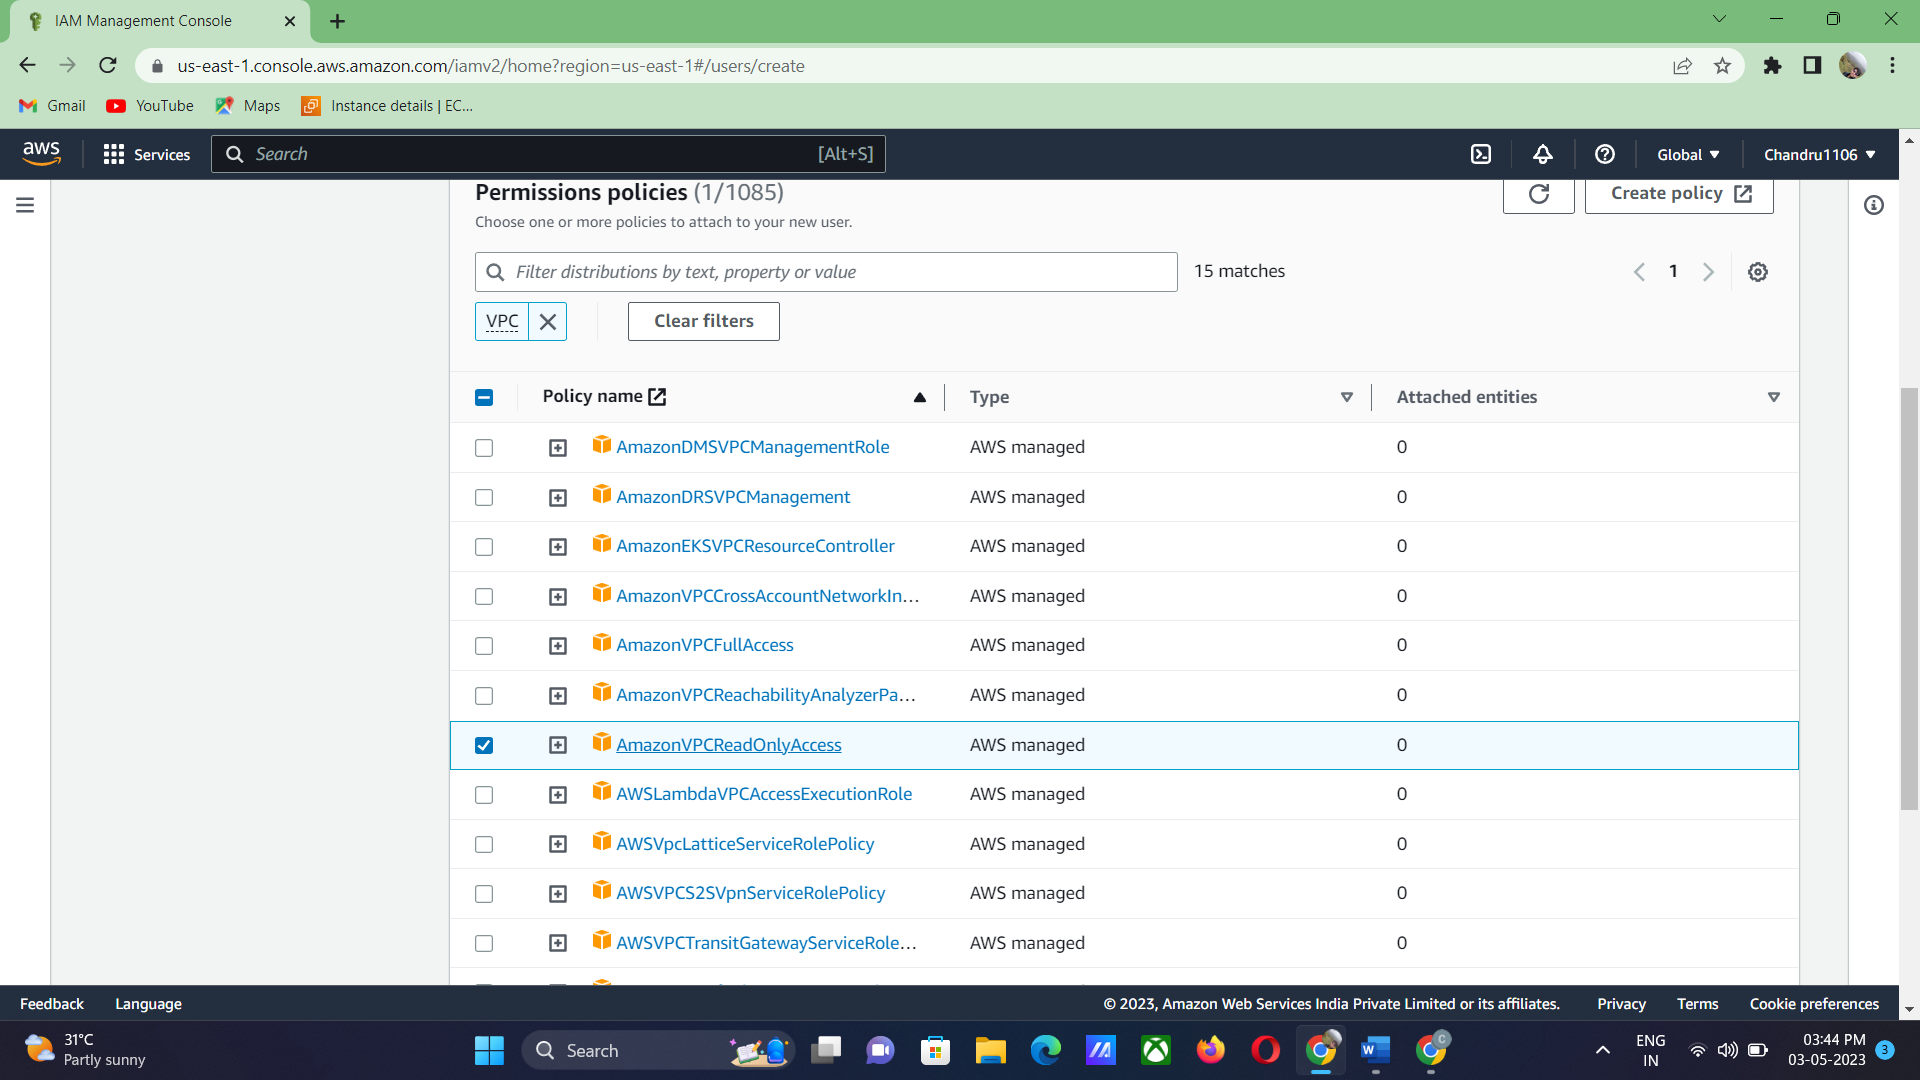 IAM Management Console
us-east-1.console.aws.amazon.com/iamv2/home?region=us-east-1#/users/create
Gmail YouTube Maps Instance details | EC...
aws Services Search [Alt+S] Global Chandru1106
Permissions policies (1/1085) Create policy
Choose one or more policies to attach to your new user.
Filter distributions by text, property or value 15 matches 1
VPC Clear filters
Policy name Type Attached entities
AmazonDMSVPCManagementRole AWS managed 0
AmazonDRSVPCManagement AWS managed 0
AmazonEKSVPCResourceController AWS managed 0
AmazonVPCCrossAccountNetworkIn... AWS managed 0
AmazonVPCFullAccess AWS managed 0
AmazonVPCReachabilityAnalyzerPa... AWS managed 0
AmazonVPCReadOnlyAccess AWS managed 0
AWSLambdaVPCAccessExecutionRole AWS managed 0
AWSVpcLatticeServiceRolePolicy AWS managed 0
AWSVPCS2SVpnServiceRolePolicy AWS managed 0
AWSVPCTransitGatewayServiceRole... AWS managed 0
Feedback Language © 2023, Amazon Web Services India Private Limited or its affiliates. Privacy Terms Cookie preferences
31°C
Partly sunny
Search
ENG
IN
03:44 PM
03-05-2023
3